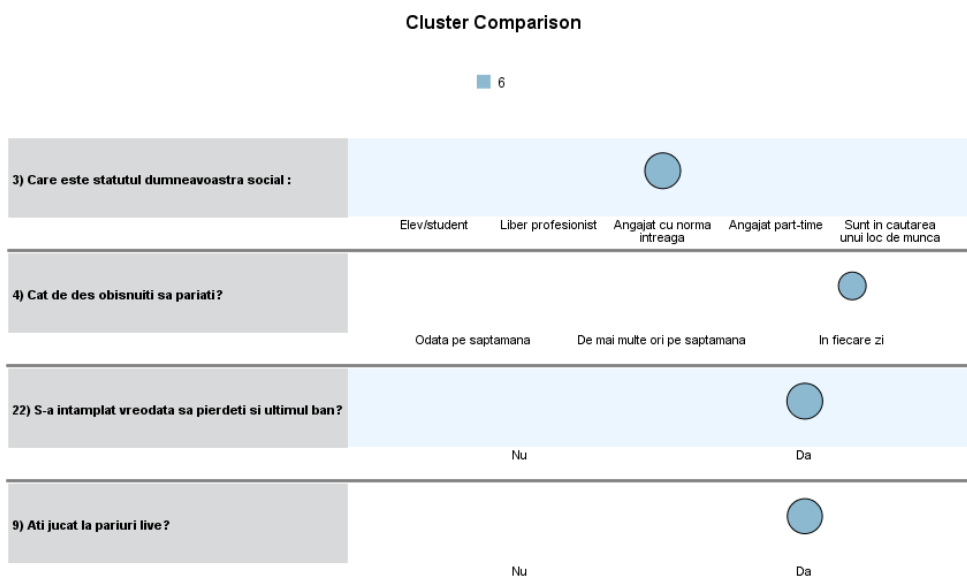 Cluster Comparison
6
3) Care este statutul dumneavoastra social :
Elev/student
Liber profesionist
Angajat cu norma
intreaga
Angajat part-time
Sunt in cautarea
unui loc de munca
4) Cat de des obisnuiti sa pariati?
Odata pe saptamana
De mai multe ori pe saptamana
In fiecare zi
22) S-a intamplat vreodata sa pierdeti si ultimul ban?
Nu
Da
9) Ati jucat la pariuri live?
Nu
Da